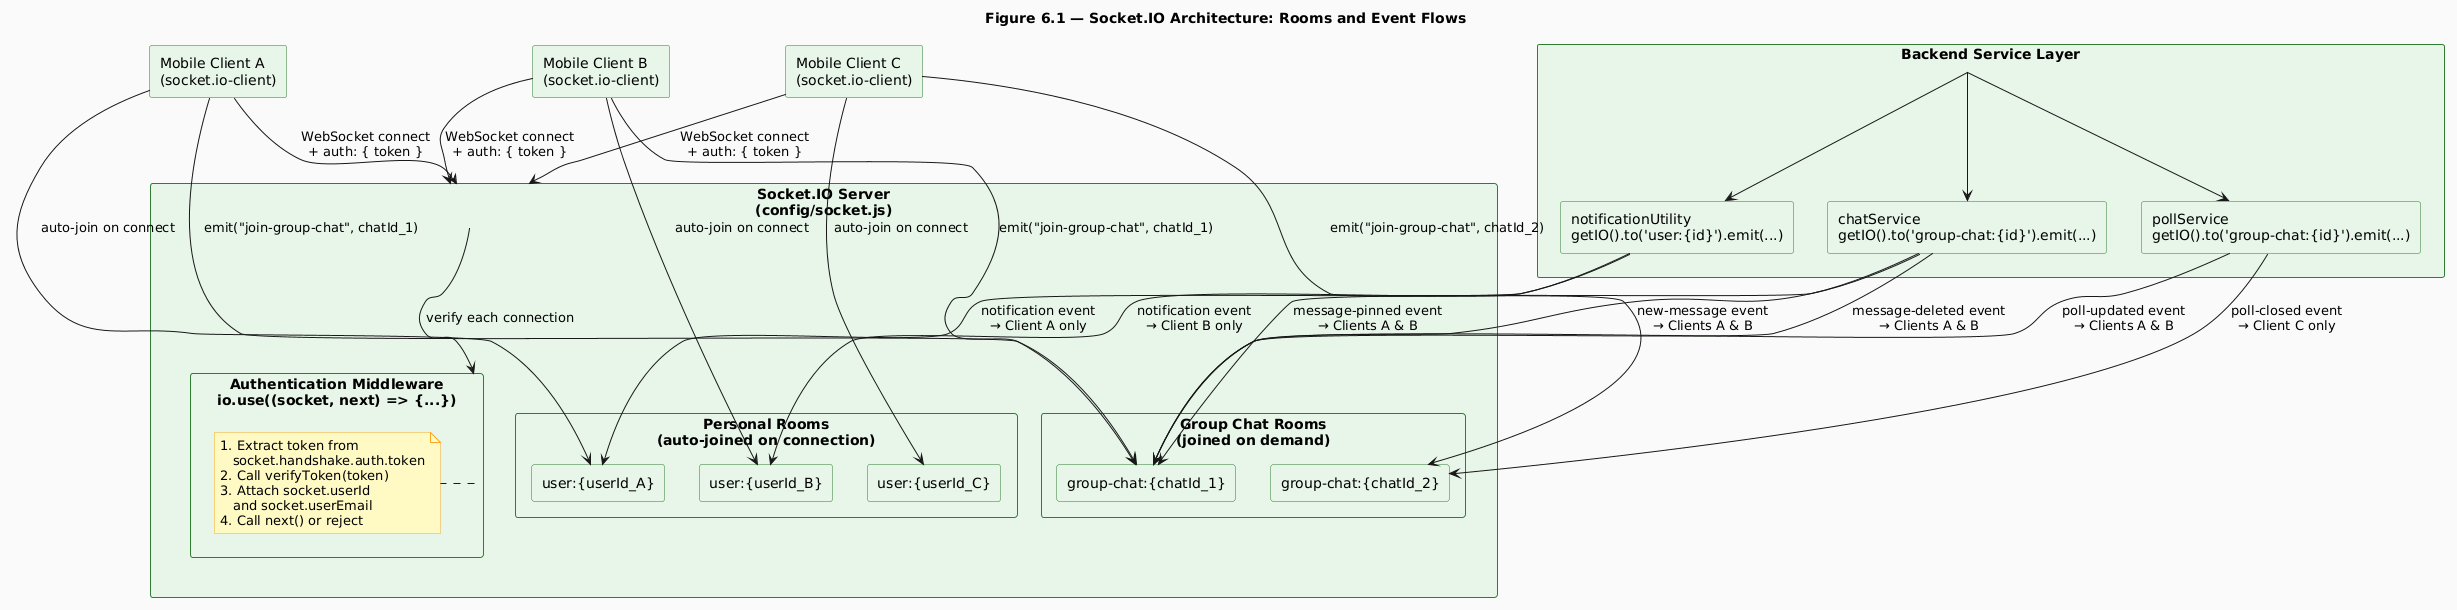 Figure 6.1 — Socket.IO Architecture: Rooms and Event Flows
Mobile Client A
(socket.io-client)
Mobile Client B
(socket.io-client)
Mobile Client C
(socket.io-client)
Backend Service Layer
WebSocket connect
+ auth: { token }
WebSocket connect
+ auth: { token }
WebSocket connect
+ auth: { token }
Socket.IO Server
(config/socket.js)
notificationUtility
getIO().to('user:{id}').emit(...)
chatService
getIO().to('group-chat:{id}').emit(...)
pollService
getIO().to('group-chat:{id}').emit(...)
auto-join on connect
emit("join-group-chat", chatId_1)
auto-join on connect
auto-join on connect
emit("join-group-chat", chatId_1)
emit("join-group-chat", chatId_2)
verify each connection
notification event
→ Client A only
notification event
→ Client B only
message-pinned event
→ Clients A & B
new-message event
→ Clients A & B
message-deleted event
→ Clients A & B
poll-updated event
→ Clients A & B
poll-closed event
→ Client C only
Authentication Middleware
io.use((socket, next) => {...})
1. Extract token from
socket.handshake.auth.token
2. Call verifyToken(token)
3. Attach socket.userId
and socket.userEmail
4. Call next() or reject
Personal Rooms
(auto-joined on connection)
user:{userId_A}
user:{userId_B}
user:{userId_C}
Group Chat Rooms
(joined on demand)
group-chat:{chatId_1}
group-chat:{chatId_2}